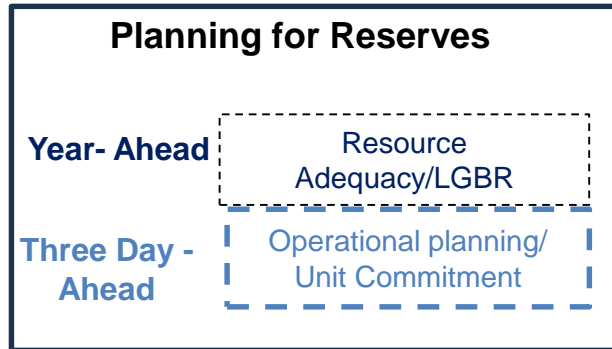 Planning for Reserves
Year- Ahead
Resource
Adequacy/LGBR
Three Day -
Ahead
Operational planning/
Unit Commitment